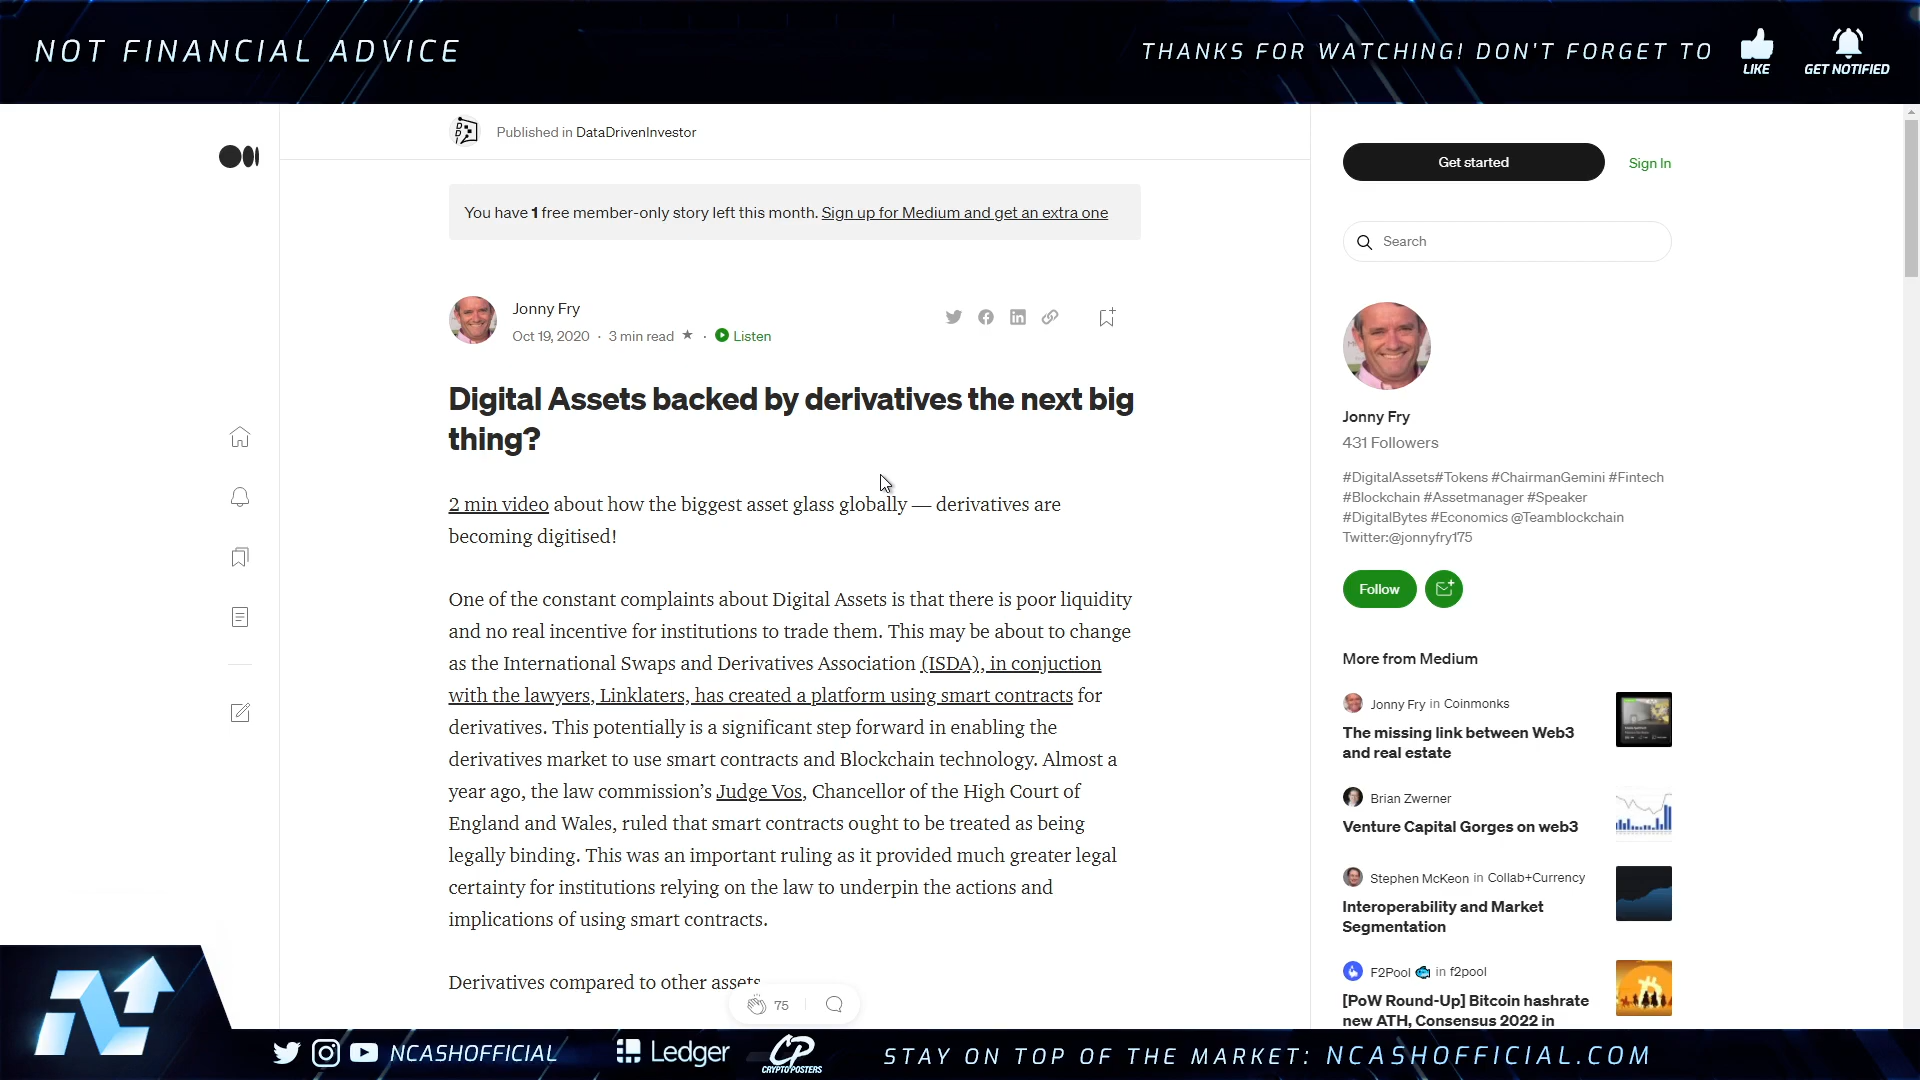 NOT FINANCIAL ADVICE
THANKS FOR WATCHING! DON'T FORGET TO
LIKE
GET NOTIFIED
Published in DataDrivenInvestor
You have 1 free member-only story left this month. Sign up for Medium and get an extra one
Jonny Fry
Oct 19, 2020 · 3 min read ★ · Listen
Digital Assets backed by derivatives the next big
thing?
2 min video about how the biggest asset glass globally — derivatives are
becoming digitised!
One of the constant complaints about Digital Assets is that there is poor liquidity
and no real incentive for institutions to trade them. This may be about to change
as the International Swaps and Derivatives Association (ISDA), in conjuction
with the lawyers, Linklaters, has created a platform using smart contracts for
derivatives. This potentially is a significant step forward in enabling the
derivatives market to use smart contracts and Blockchain technology. Almost a
year ago, the law commission's Judge Vos, Chancellor of the High Court of
England and Wales, ruled that smart contracts ought to be treated as being
legally binding. This was an important ruling as it provided much greater legal
certainty for institutions relying on the law to underpin the actions and
implications of using smart contracts.
Derivatives compared to other assets
75
Get started
Sign In
Search
Jonny Fry
431 Followers
#DigitalAssets#Tokens #ChairmanGemini #Fintech
#Blockchain #Assetmanager #Speaker
#DigitalBytes #Economics @Teamblockchain
Twitter:@jonnyfry175
Follow
More from Medium
Jonny Fry in Coinmonks
The missing link between Web3
and real estate
Brian Zwerner
Venture Capital Gorges on web3
Stephen McKeon in Collab+Currency
Interoperability and Market
Segmentation
F2Pool in f2pool
[PoW Round-Up] Bitcoin hashrate
new ATH, Consensus 2022 in
NCASHOFFICIAL
Ledger
CP
CRYPTOPOSTERS
STAY ON TOP OF THE MARKET: NCASHOFFICIAL.COM